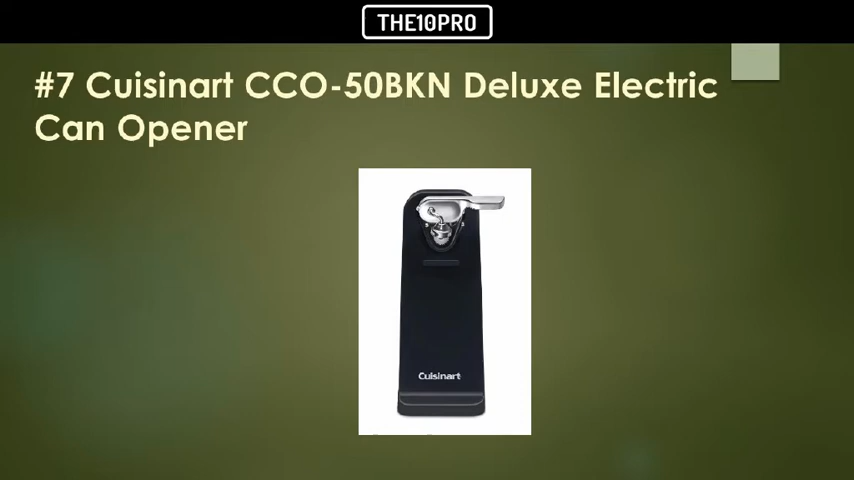 THE10PRO
#7 Cuisinart CCO-50BKN Deluxe Electric
Can Opener
Cuisinart